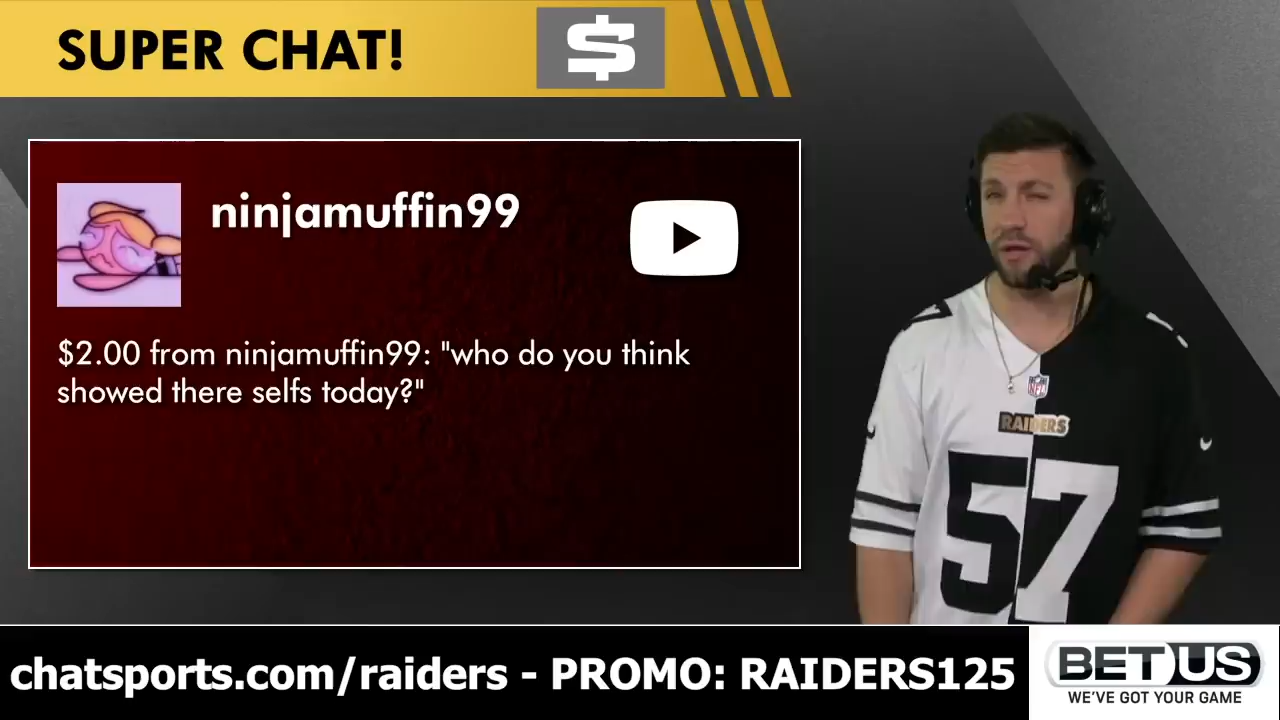 SUPER CHAT!
$
ninjamuffin99
$2.00 from ninjamuffin99: "who do you think
showed there selfs today?"
NFL
RAIDERS
57
chatsports.com/raiders - PROMO: RAIDERS125
BETUS
WE'VE GOT YOUR GAME